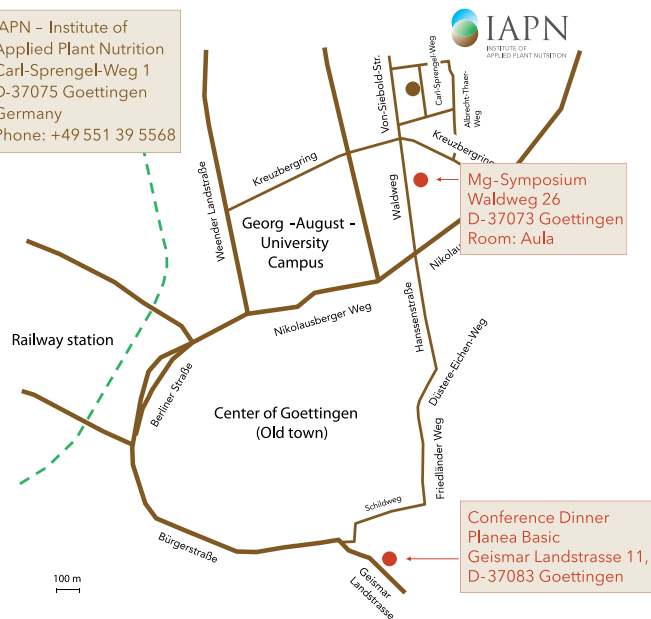 IAPN – Institute of
Applied Plant Nutrition
Carl-Sprengel-Weg 1
D-37075 Goettingen
Germany
Phone: +49 551 39 5568
IAPN
INSTITUTE OF
APPLIED PLANT NUTRITION
Von-Siebold-Str.
Carl-Sprengel-Weg
Albrecht-Thaer-
Weg
Weender Landstraße
Kreuzbergring
Kreuzbergring
Waldweg
Mg-Symposium
Waldweg 26
D-37073 Goettingen
Room: Aula
Georg -August -
University
Campus
Nikolausberger Weg
Hanssenstraße
Railway station
Berliner Straße
Düstere-Eichen-Weg
Center of Goettingen
(Old town)
Friedländer Weg
Schildweg
Bürgerstraße
Conference Dinner
Planea Basic
Geismar Landstrasse 11,
D-37083 Goettingen
Geismar
Landstrasse
100 m